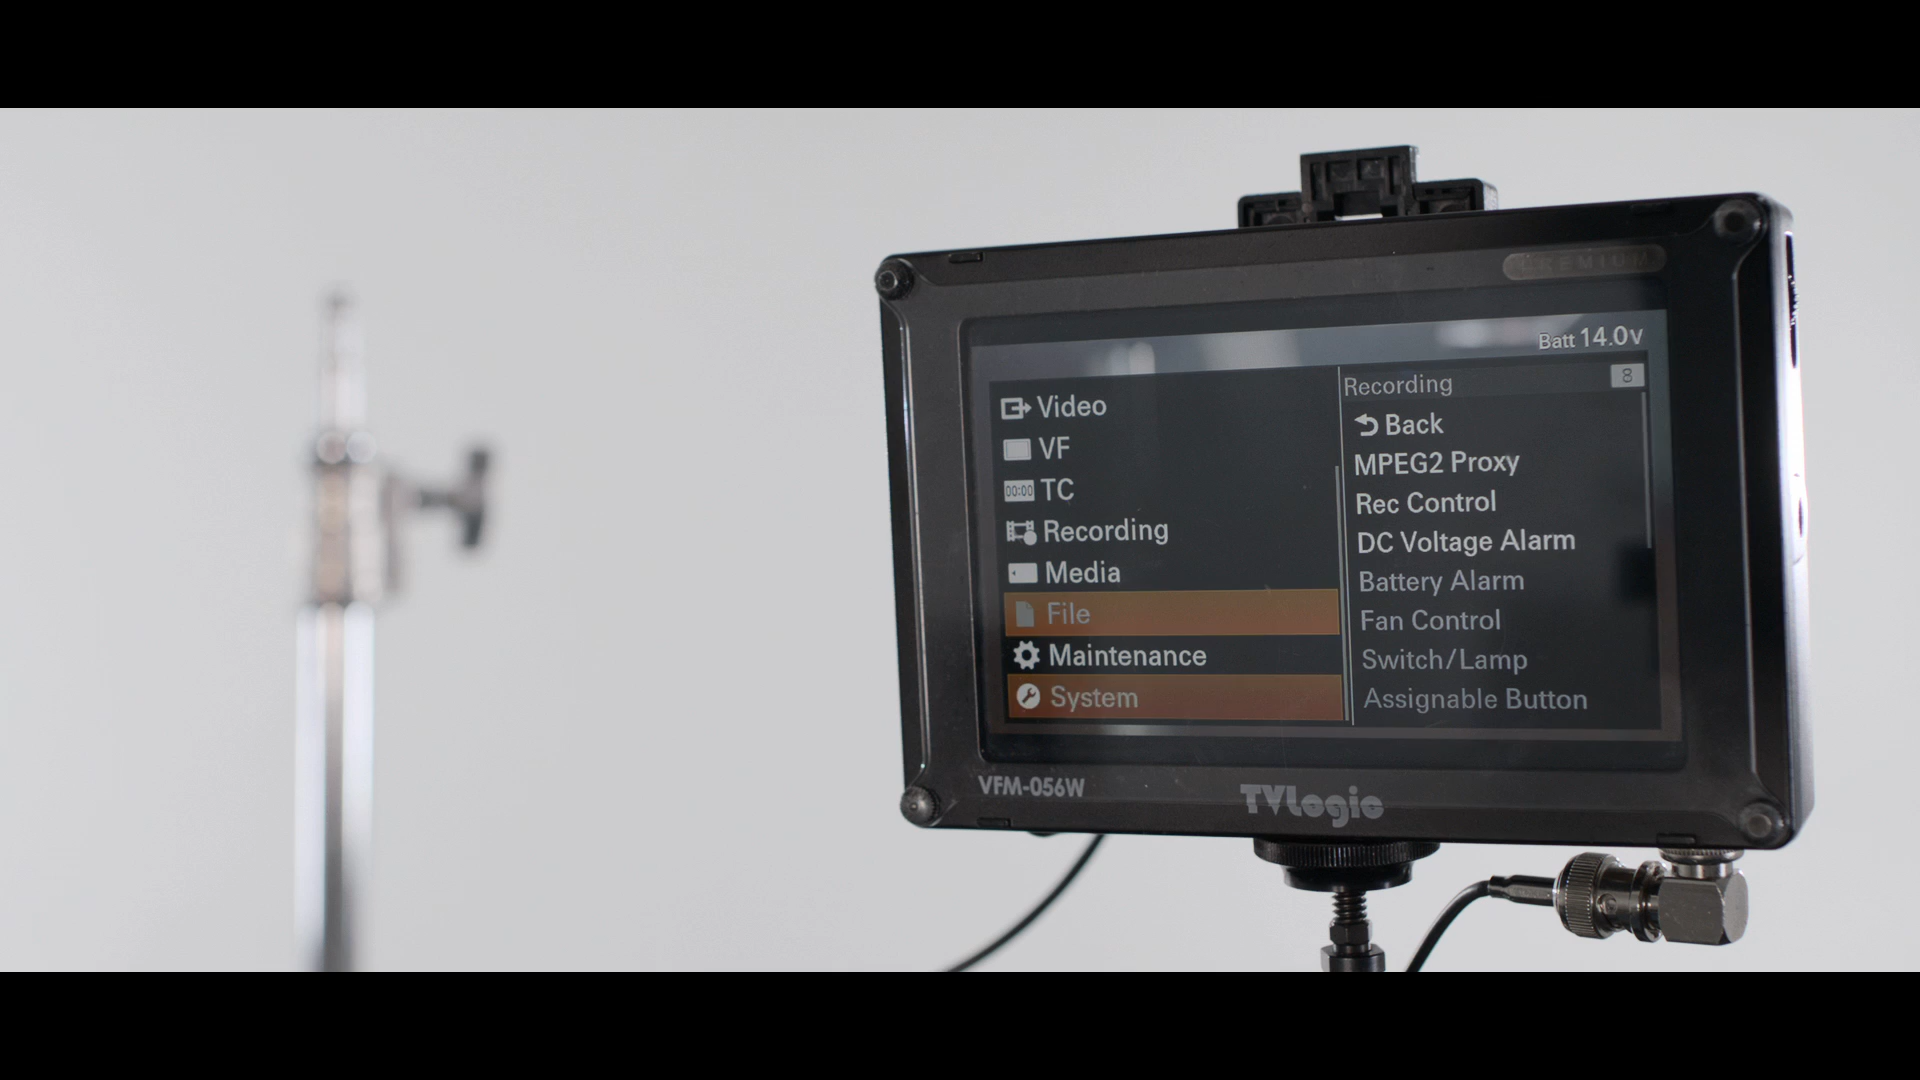 PREMIUM
Batt 14.0V
Video
VF
00:00 TC
Recording
Media
File
Maintenance
System
Recording 8
Back
MPEG2 Proxy
Rec Control
DC Voltage Alarm
Battery Alarm
Fan Control
Switch/Lamp
Assignable Button
VFM-056W
TVLogic